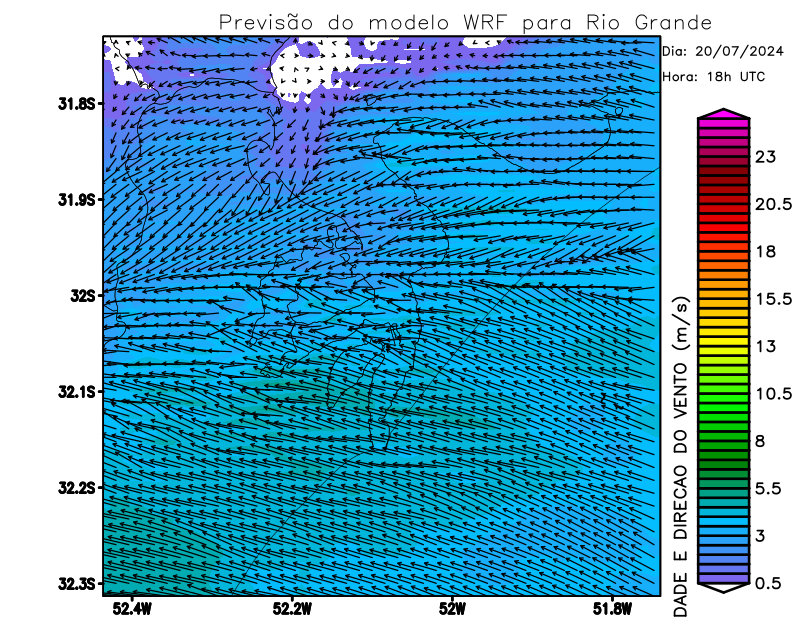 Previsão do modelo WRF para Rio Grande
Dia: 20/07/2024
Hora: 18h UTC
31.8S
31.9S
32S
32.1S
32.2S
32.3S
52.4W
52.2W
52W
51.8W
23
20.5
18
15.5
13
10.5
8
5.5
3
0.5
DADE E DIRECAO DO VENTO (m/s)